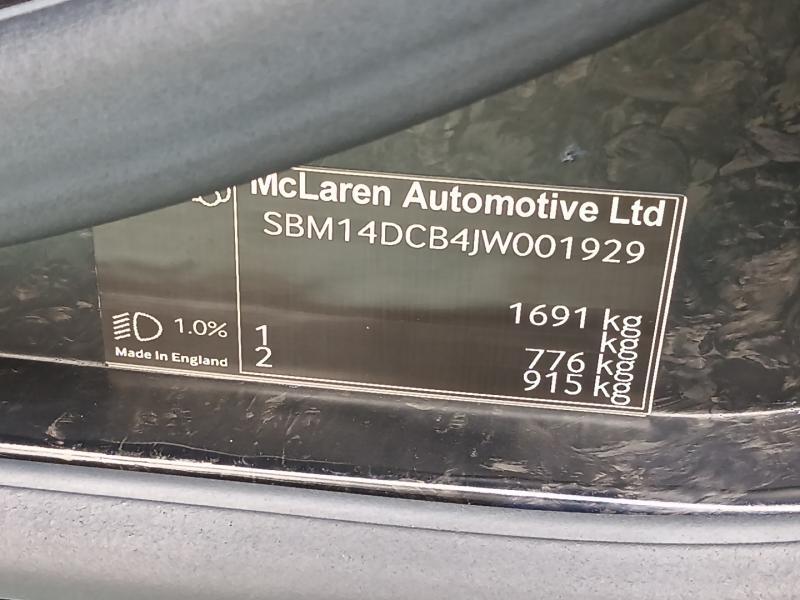 McLaren Automotive Ltd
SBM14DCB4JW001929
1691 kg
kg
1 776 kg
2 915 kg
1.0%
Made In England